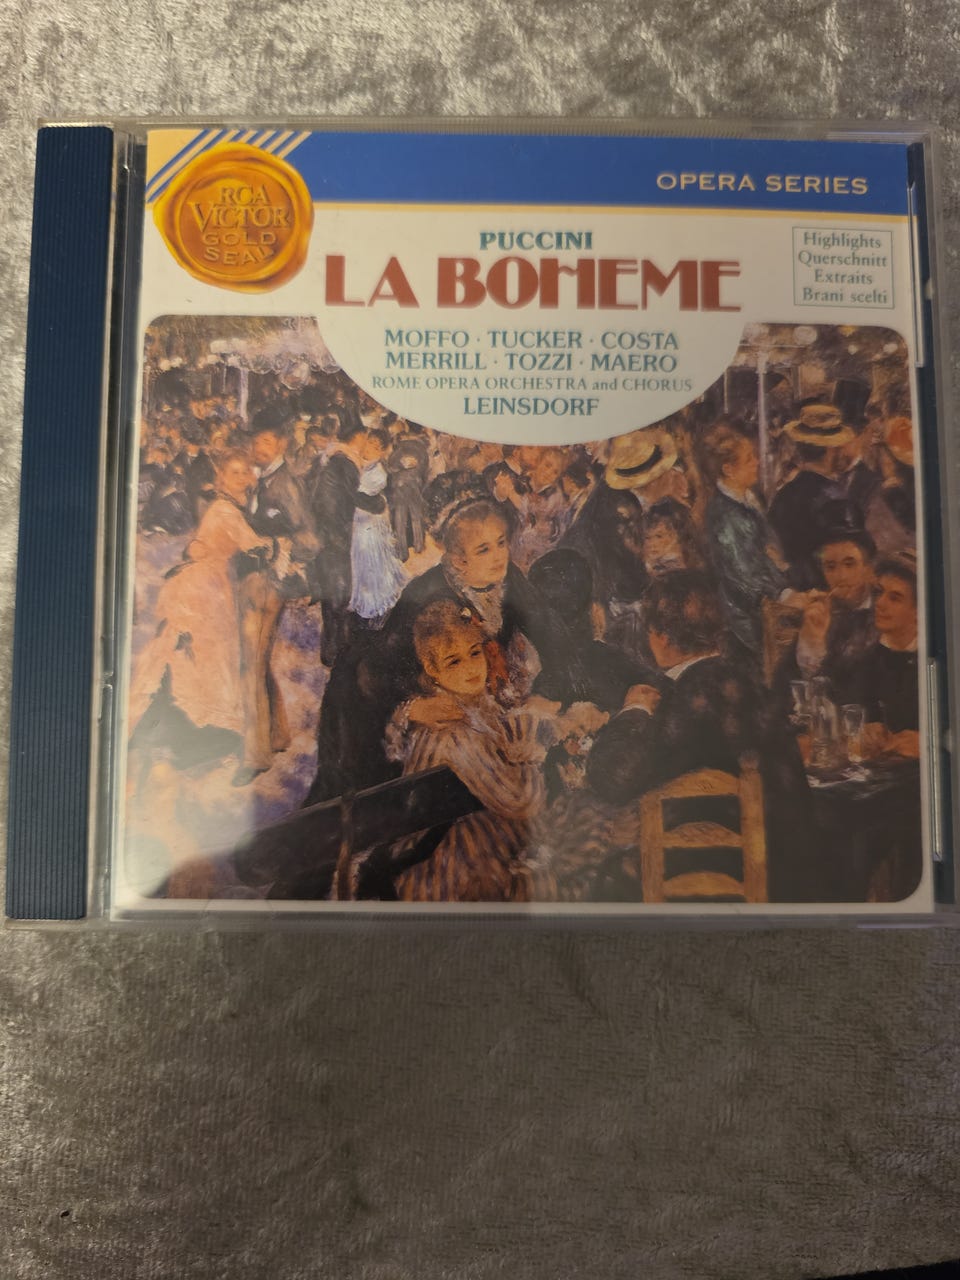 RCA
VICTOR
GOLD
SEAL
OPERA SERIES
PUCCINI
LA BOHEME
Highlights
Querschnitt
Extraits
Brani scelti
MOFFO · TUCKER · COSTA
MERRILL · TOZZI · MAERO
ROME OPERA ORCHESTRA and CHORUS
LEINSDORF